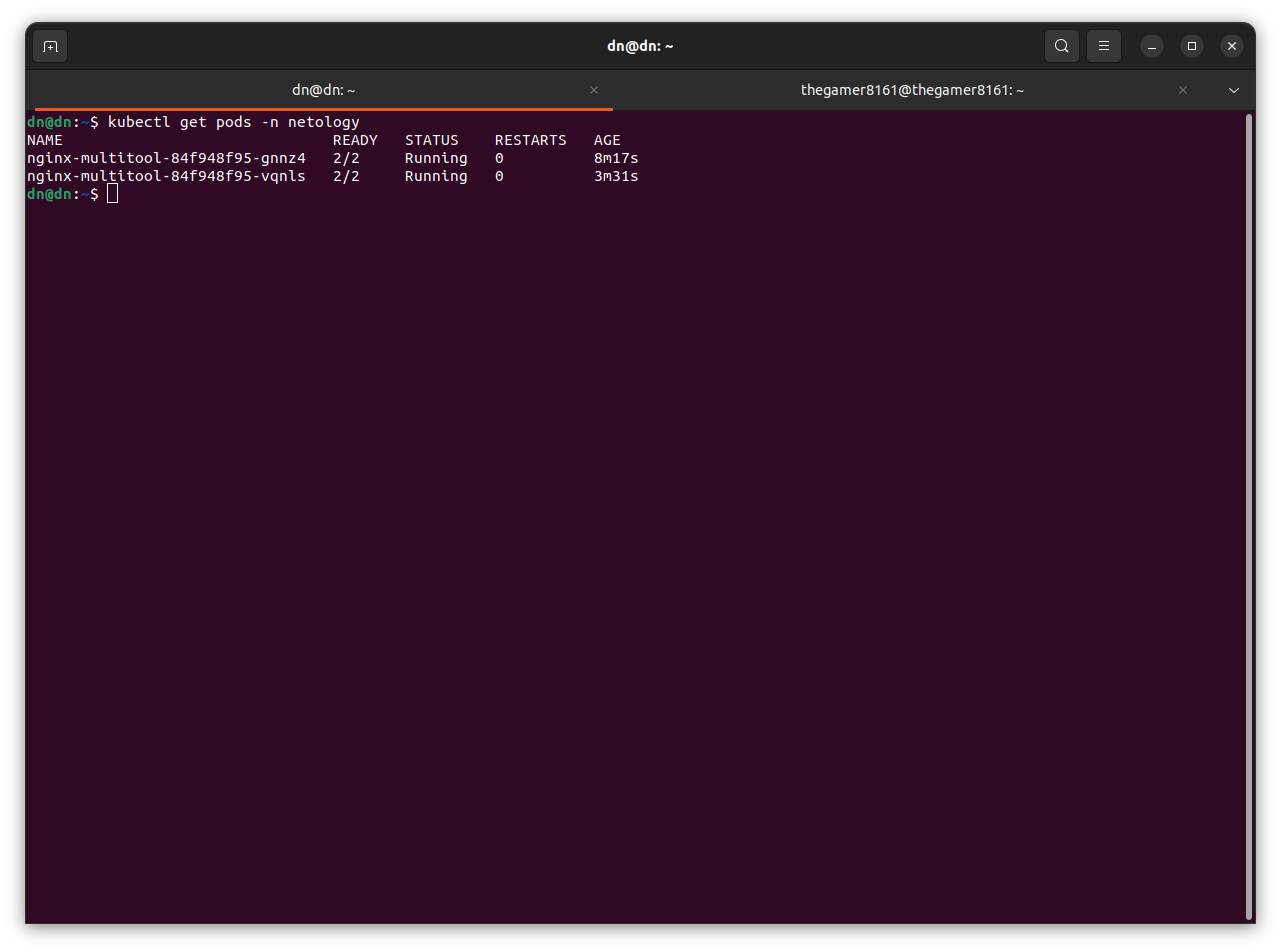 dn@dn: ~
dn@dn: ~
thegamer8161@thegamer8161: ~
dn@dn:~$ kubectl get pods -n netology
NAME READY STATUS RESTARTS AGE
nginx-multitool-84f948f95-gnnz4 2/2 Running 0 8m17s
nginx-multitool-84f948f95-vqnls 2/2 Running 0 3m31s
dn@dn:~$